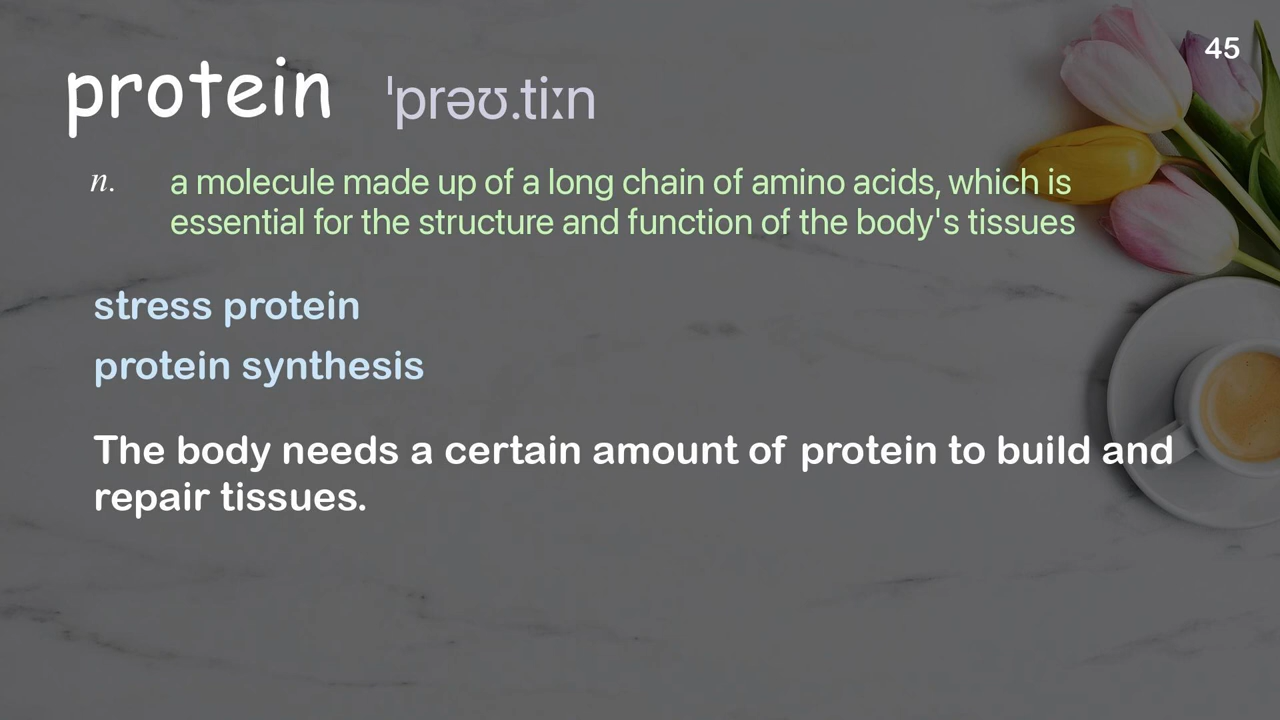 45
protein ˈprəʊ.tiːn
n. a molecule made up of a long chain of amino acids, which is
essential for the structure and function of the body's tissues
stress protein
protein synthesis
The body needs a certain amount of protein to build and
repair tissues.